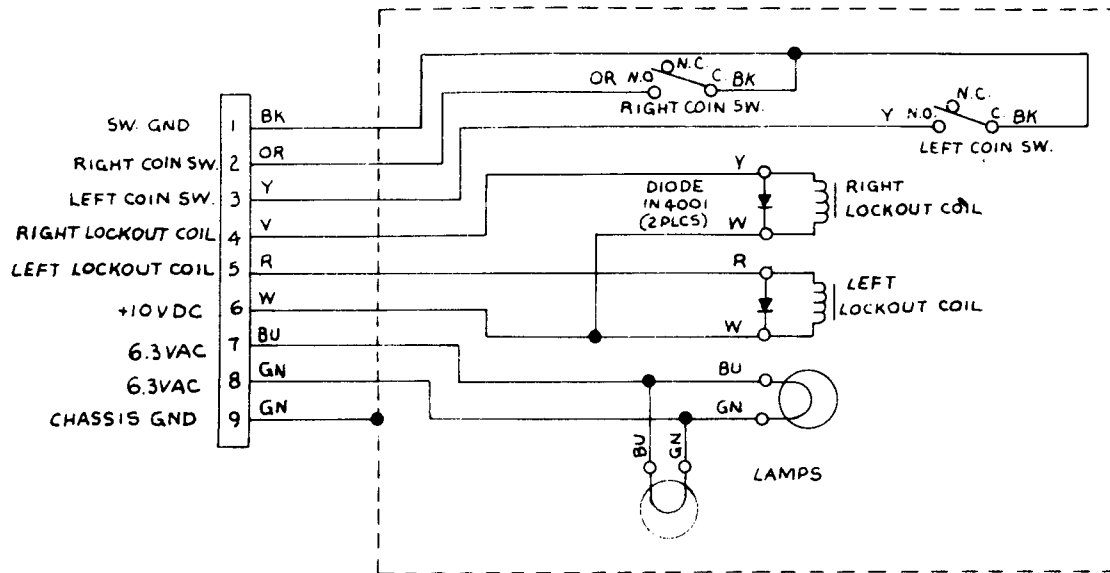 N.C.
OR N.O. C. BK
RIGHT COIN SW.
N.C.
Y N.O. C. BK
LEFT COIN SW.
SW. GND 1 BK
RIGHT COIN SW. 2 OR
LEFT COIN SW. 3 Y
RIGHT LOCKOUT COIL 4 V
LEFT LOCKOUT COIL 5 R
+10VDC 6 W
6.3VAC 7 BU
6.3VAC 8 GN
CHASSIS GND 9 GN
Y
DIODE
IN4001
(2PLCS)
W
RIGHT
LOCKOUT COIL
R
W
LEFT
LOCKOUT COIL
BU
GN
BU
GN
LAMPS